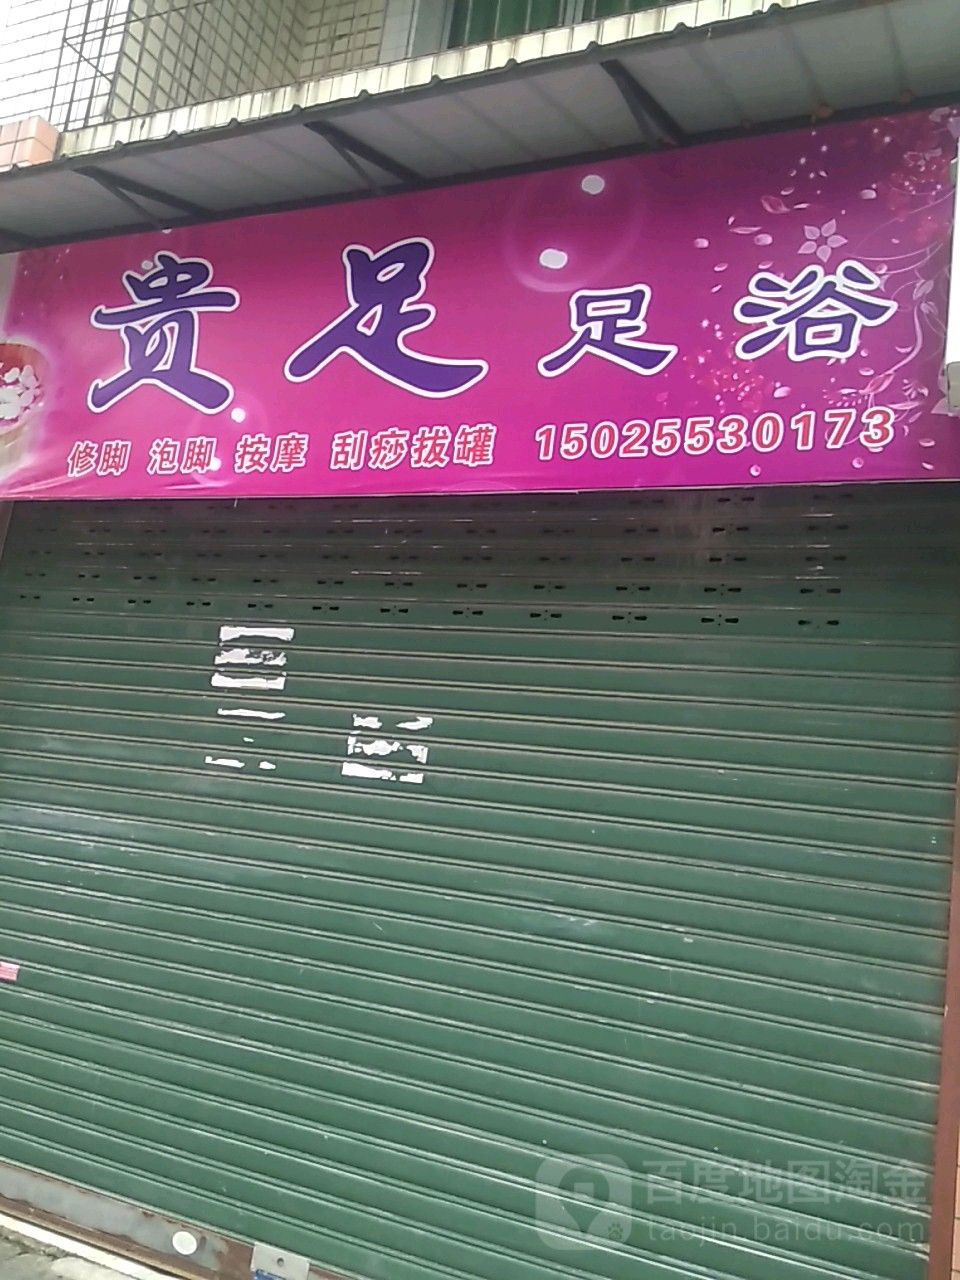 贵足足浴
修脚 泡脚 按摩 刮痧拔罐 15025530173
百度地图淘金
taojin.baidu.com